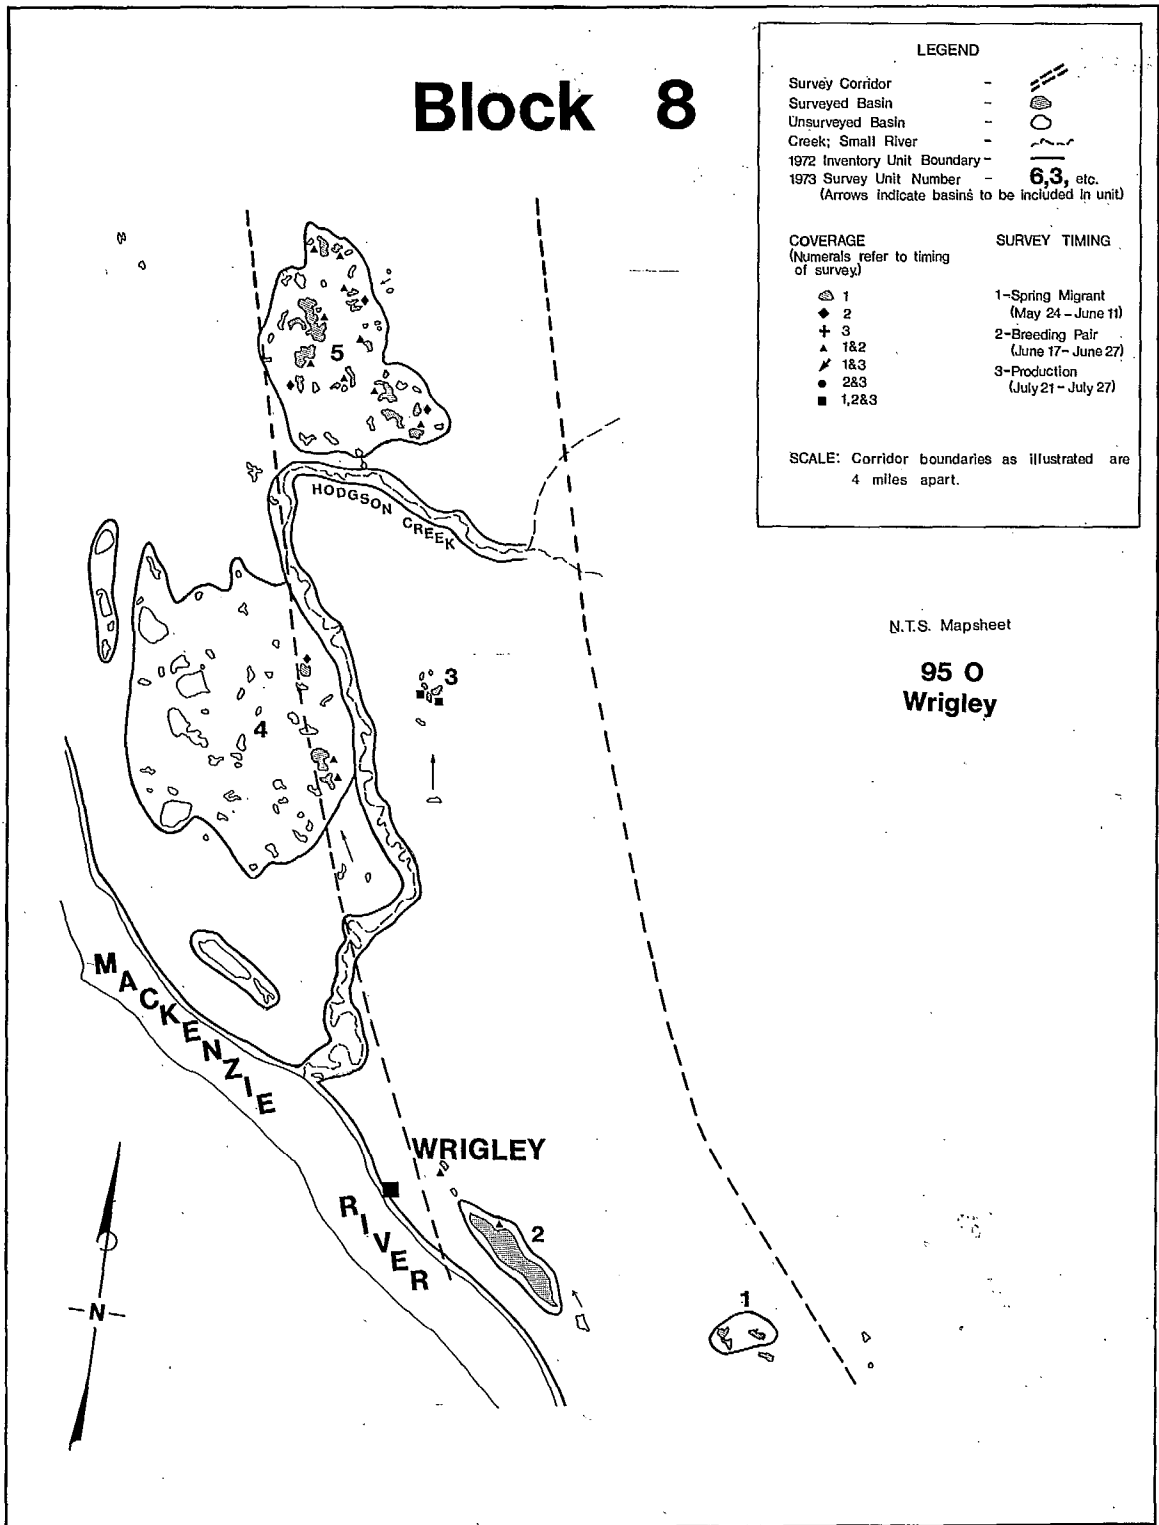 Block 8
LEGEND
Survey Corridor -
Surveyed Basin -
Unsurveyed Basin -
Creek; Small River -
1972 Inventory Unit Boundary -
1973 Survey Unit Number - 6,3, etc.
(Arrows indicate basins to be included in unit)
COVERAGE
(Numerals refer to timing
of survey.)
1
2
3
1&2
1&3
2&3
1,2&3
SURVEY TIMING
1-Spring Migrant
(May 24-June 11)
2-Breeding Pair
(June 17-June 27)
3-Production
(July 21-July 27)
SCALE: Corridor boundaries as illustrated are
4 miles apart.
5
HODGSON CREEK
N.T.S. Mapsheet
95 O
Wrigley
3
4
MACKENZIE
RIVER
WRIGLEY
2
1
-N-